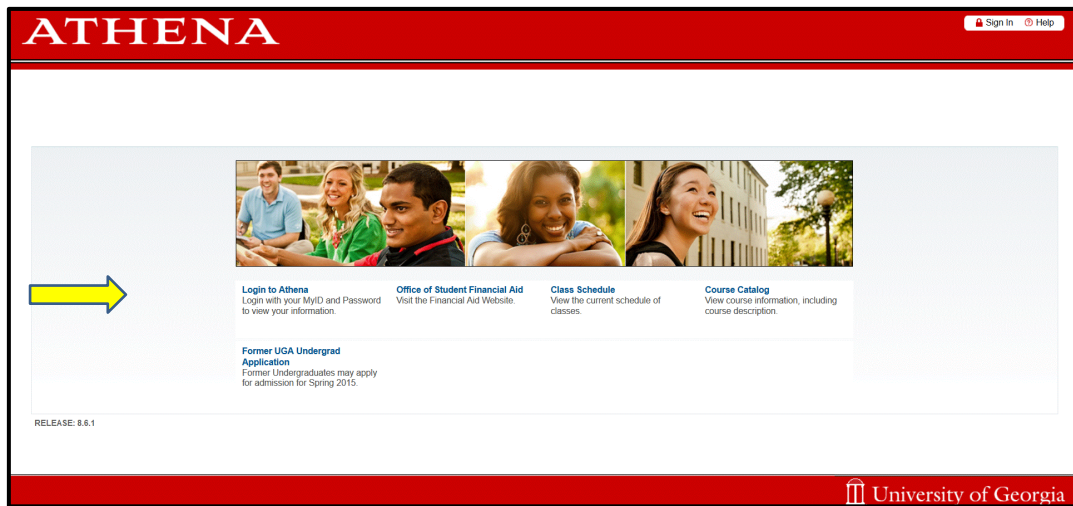 ATHENA
Sign In Help
Login to Athena
Login with your MyID and Password
to view your information.
Office of Student Financial Aid
Visit the Financial Aid Website.
Class Schedule
View the current schedule of
classes.
Course Catalog
View course information, including
course description.
Former UGA Undergrad
Application
Former Undergraduates may apply
for admission for Spring 2015.
RELEASE: 8.6.1
University of Georgia